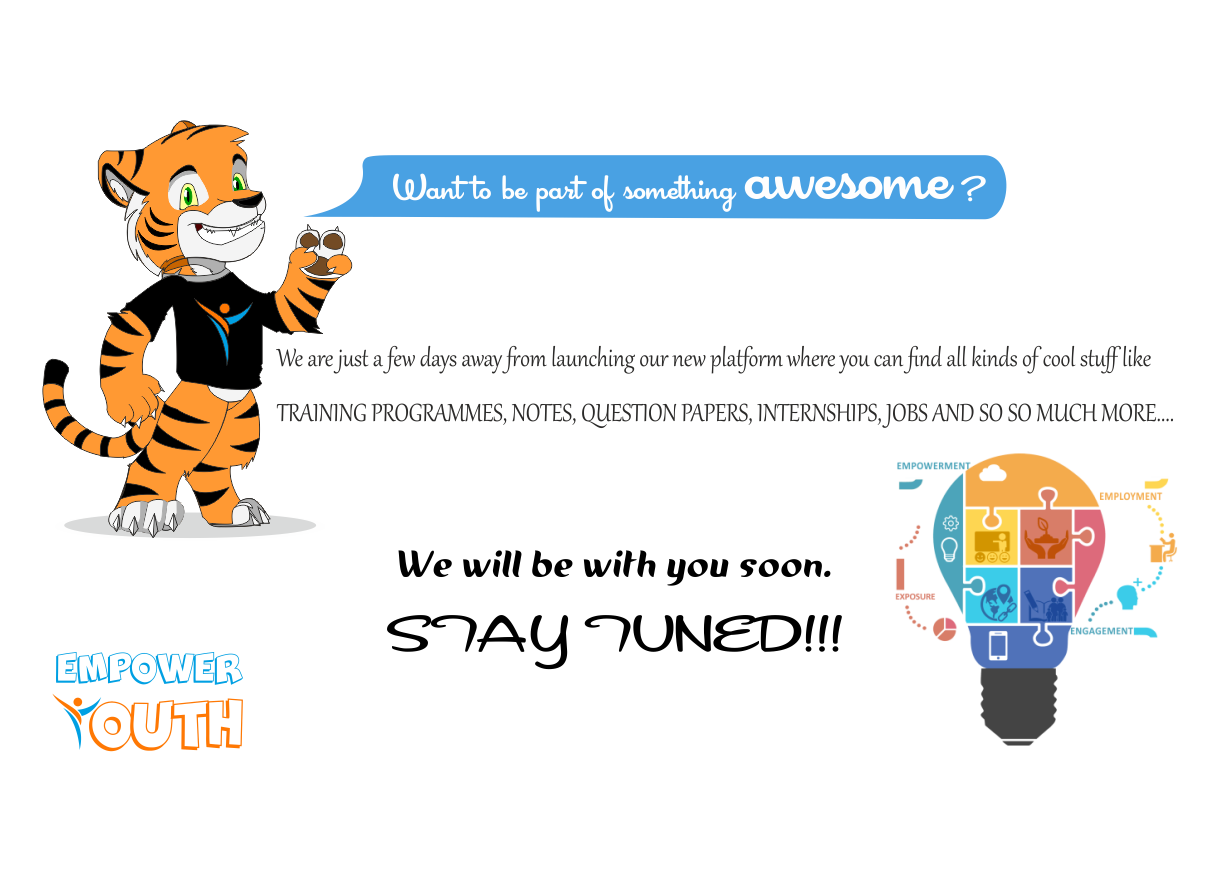 Want to be part of something awesome ?
We are just a few days away from launching our new platform where you can find all kinds of cool stuff like
TRAINING PROGRAMMES, NOTES, QUESTION PAPERS, INTERNSHIPS, JOBS AND SO SO MUCH MORE....
EMPOWERMENT
EMPLOYMENT
EXPOSURE
ENGAGEMENT
We will be with you soon.
STAY TUNED!!!
EMPOWER
YOUTH